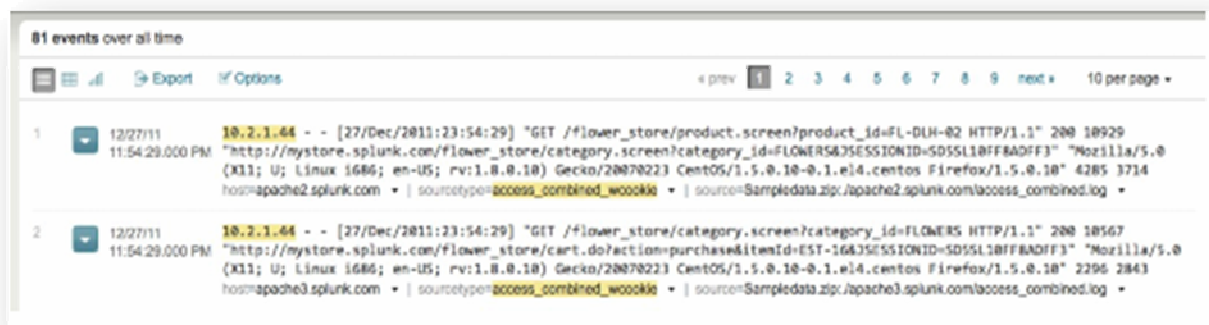 81 events over all time
Export Options « prev 1 2 3 4 5 6 7 8 9 next » 10 per page
1 12/27/11 10.2.1.44 - - [27/Dec/2011:23:54:29] "GET /flower_store/product.screen?product_id=FL-DLH-02 HTTP/1.1" 200 10929
11:54:29.000 PM "http://mystore.splunk.com/flower_store/category.screen?category_id=FLOWERS&JSESSIONID=SD5SL10FF8ADFF3" "Mozilla/5.0
(X11; U; Linux i686; en-US; rv:1.8.0.10) Gecko/20070223 CentOS/1.5.0.10-0.1.el4.centos Firefox/1.5.0.10" 4285 3714
host=apache2.splunk.com | sourcetype=access_combined_wcookie | source=Sampledata.zip:/apache2.splunk.com/access_combined.log
2 12/27/11 10.2.1.44 - - [27/Dec/2011:23:54:29] "GET /flower_store/category.screen?category_id=FLOWERS HTTP/1.1" 200 10567
11:54:29.000 PM "http://mystore.splunk.com/flower_store/cart.do?action=purchase&itemId=EST-16&JSESSIONID=SD5SL10FF8ADFF3" "Mozilla/5.0
(X11; U; Linux i686; en-US; rv:1.8.0.10) Gecko/20070223 CentOS/1.5.0.10-0.1.el4.centos Firefox/1.5.0.10" 2296 2843
host=apache3.splunk.com | sourcetype=access_combined_wcookie | source=Sampledata.zip:/apache3.splunk.com/access_combined.log